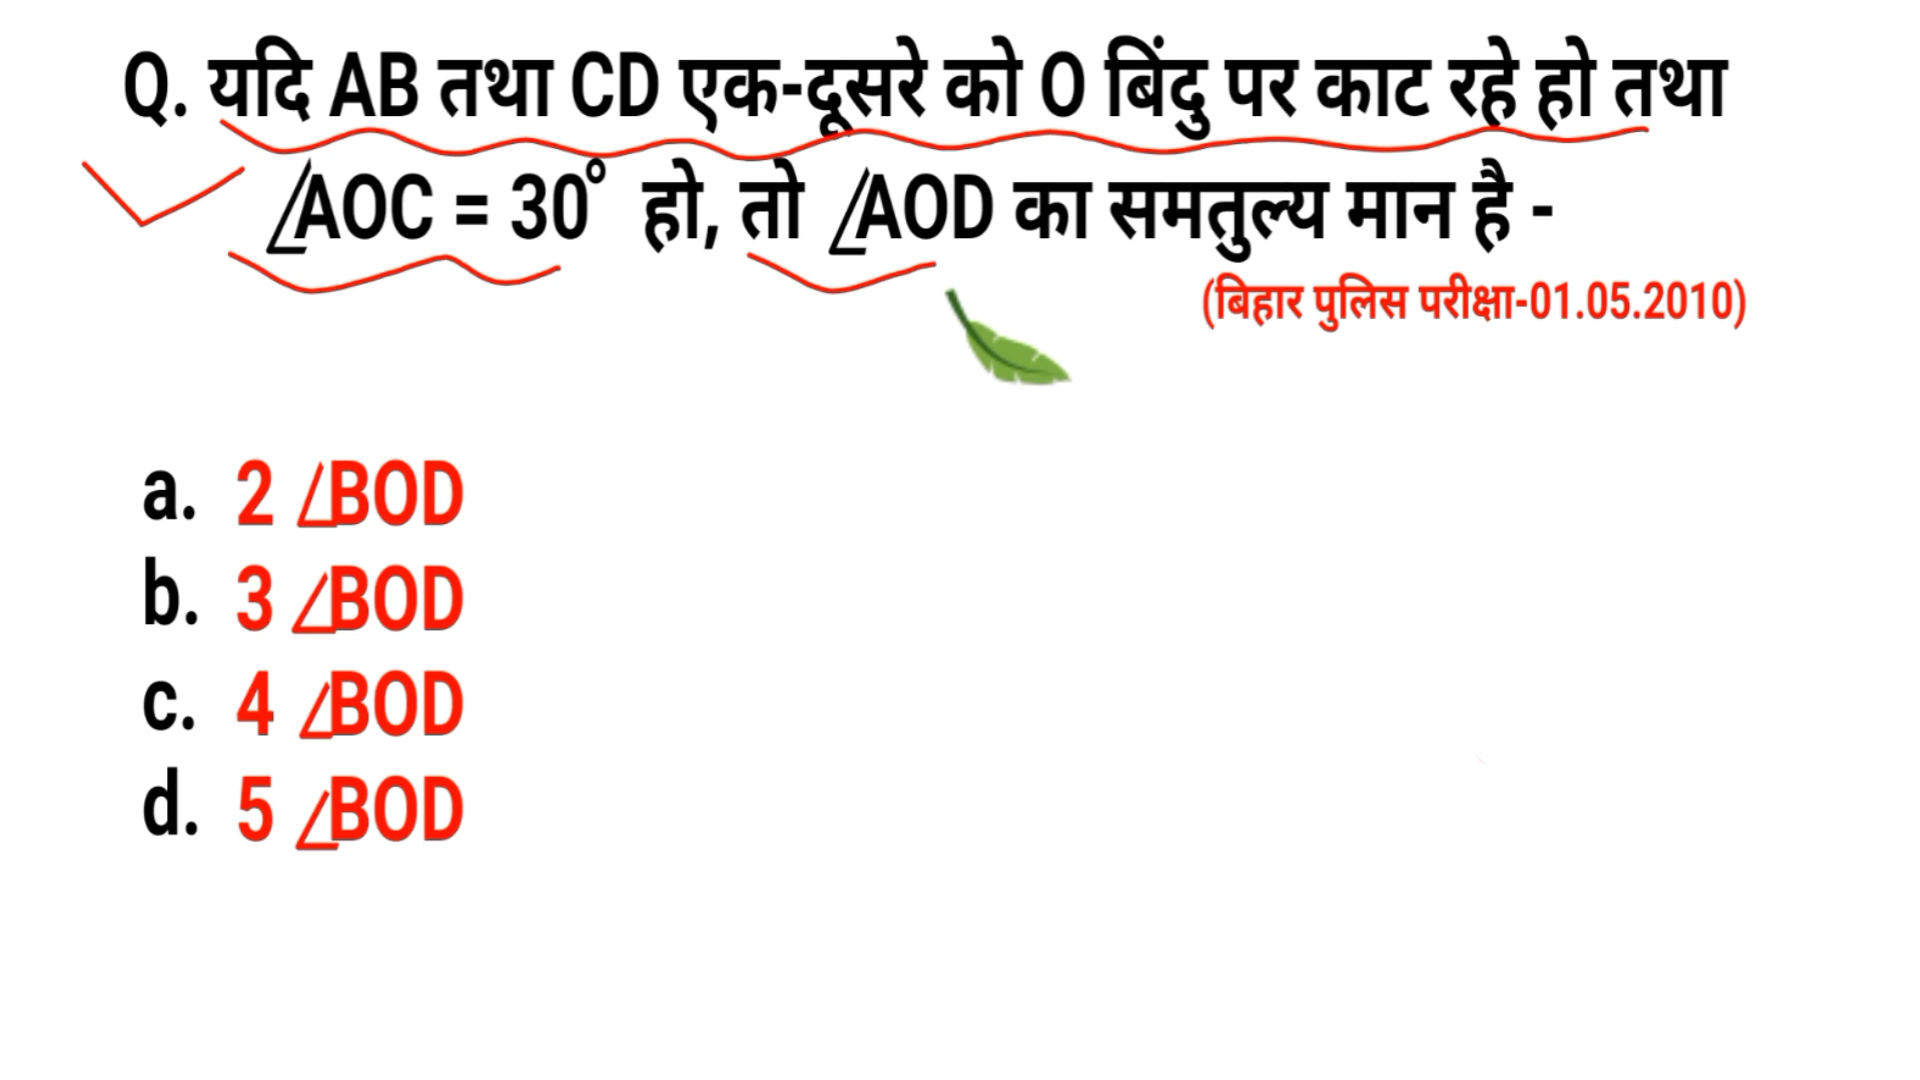 Q. यदि AB तथा CD एक-दूसरे को O बिंदु पर काट रहे हो तथा
∠AOC = 30° हो, तो ∠AOD का समतुल्य मान है -
(बिहार पुलिस परीक्षा-01.05.2010)
a. 2 ∠BOD
b. 3 ∠BOD
c. 4 ∠BOD
d. 5 ∠BOD